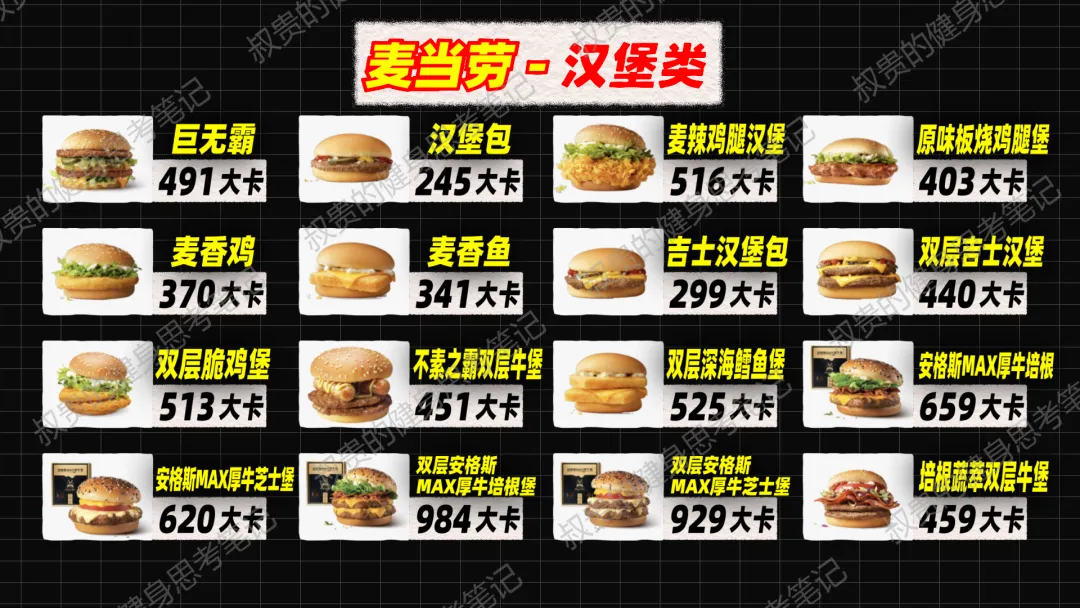 麦当劳-汉堡类
巨无霸
491大卡
汉堡包
245大卡
麦辣鸡腿汉堡
516大卡
原味板烧鸡腿堡
403大卡
麦香鸡
370大卡
麦香鱼
341大卡
吉士汉堡包
299大卡
双层吉士汉堡
440大卡
双层脆鸡堡
513大卡
不素之霸双层牛堡
451大卡
双层深海鳕鱼堡
525大卡
安格斯MAX厚牛培根
659大卡
安格斯MAX厚牛芝士堡
620大卡
双层安格斯
MAX厚牛培根堡
984大卡
双层安格斯
MAX厚牛芝士堡
929大卡
培根蔬萃双层牛堡
459大卡
叔贵的健身思考笔记